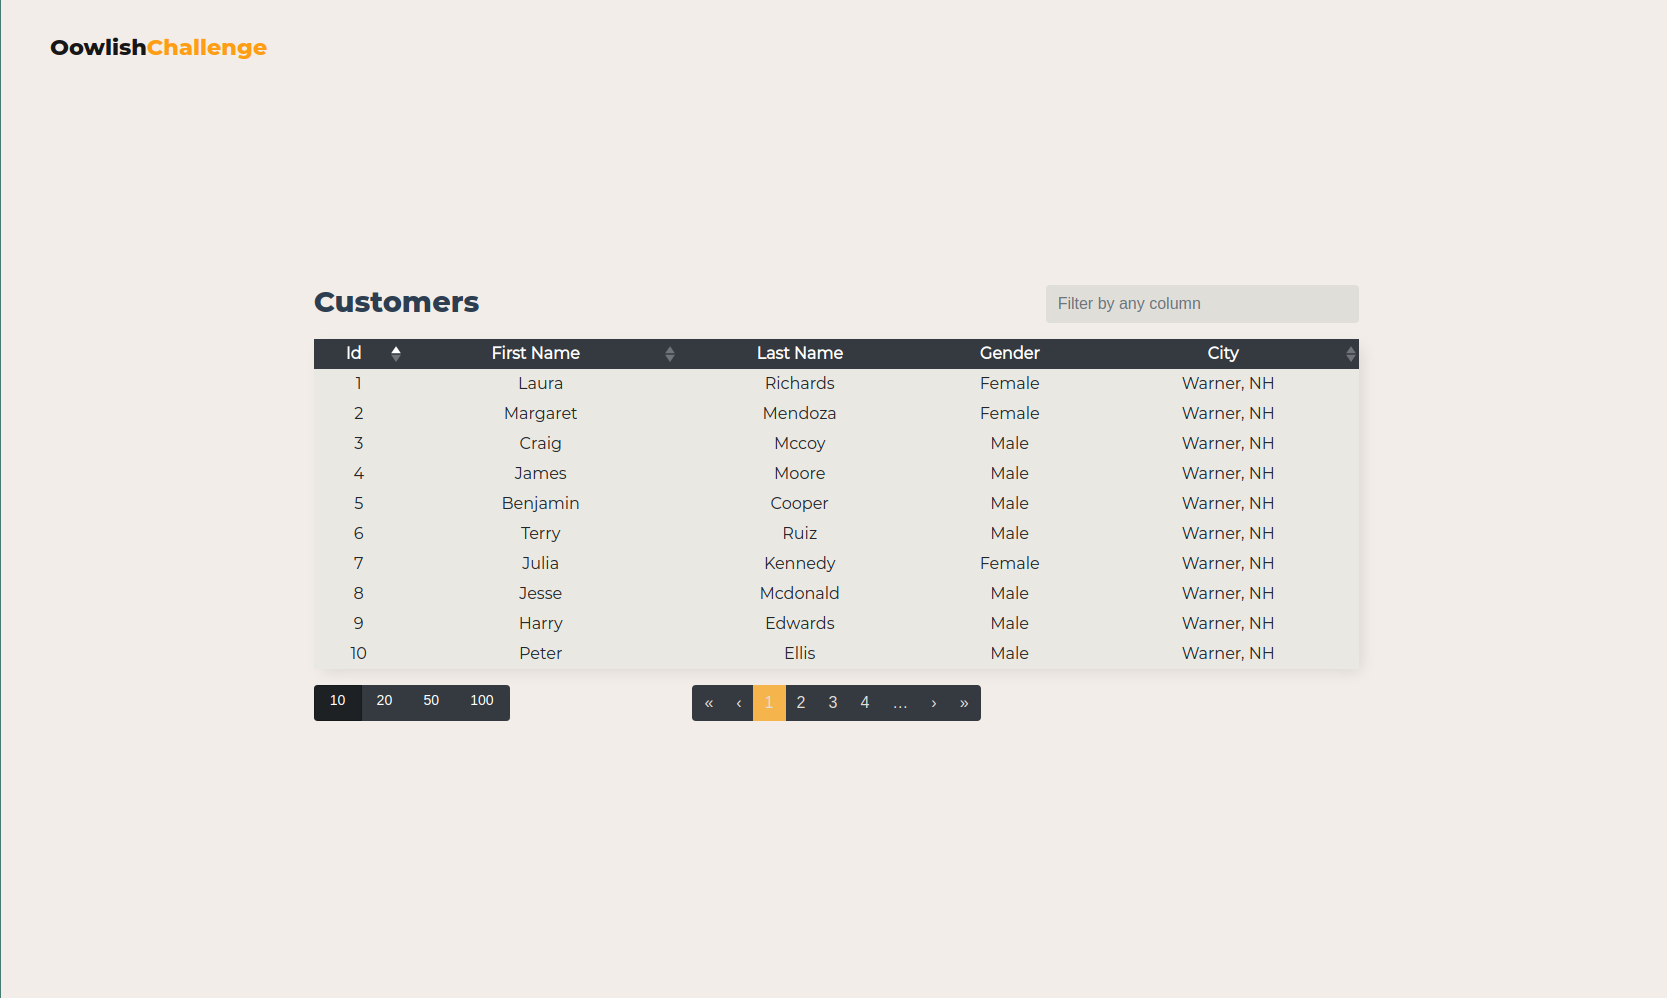 OowlishChallenge
Customers
Filter by any column
Id First Name Last Name Gender City
1 Laura Richards Female Warner, NH
2 Margaret Mendoza Female Warner, NH
3 Craig Mccoy Male Warner, NH
4 James Moore Male Warner, NH
5 Benjamin Cooper Male Warner, NH
6 Terry Ruiz Male Warner, NH
7 Julia Kennedy Female Warner, NH
8 Jesse Mcdonald Male Warner, NH
9 Harry Edwards Male Warner, NH
10 Peter Ellis Male Warner, NH
10 20 50 100 « ‹ 1 2 3 4 … › »